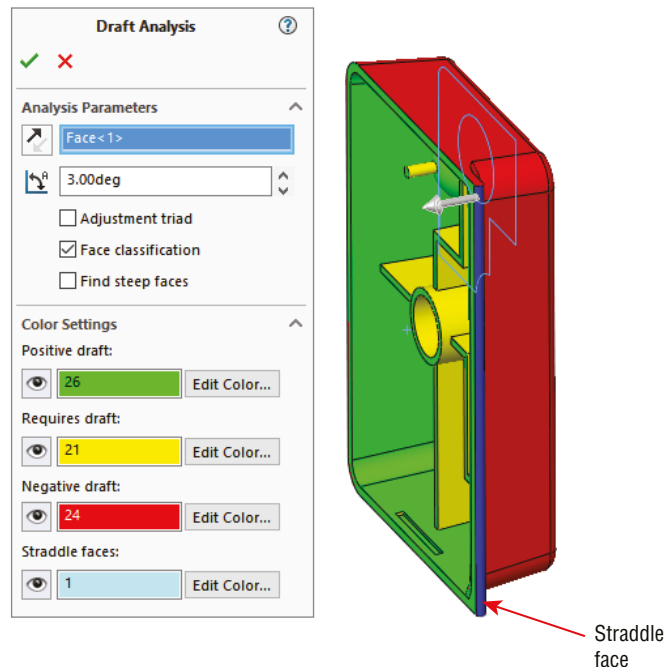 Draft Analysis
?
Analysis Parameters
Face<1>
A
3.00deg
Adjustment triad
Face classification
Find steep faces
Color Settings
Positive draft:
26
Edit Color...
Requires draft:
21
Edit Color...
Negative draft:
24
Edit Color...
Straddle faces:
1
Edit Color...
Straddle
face